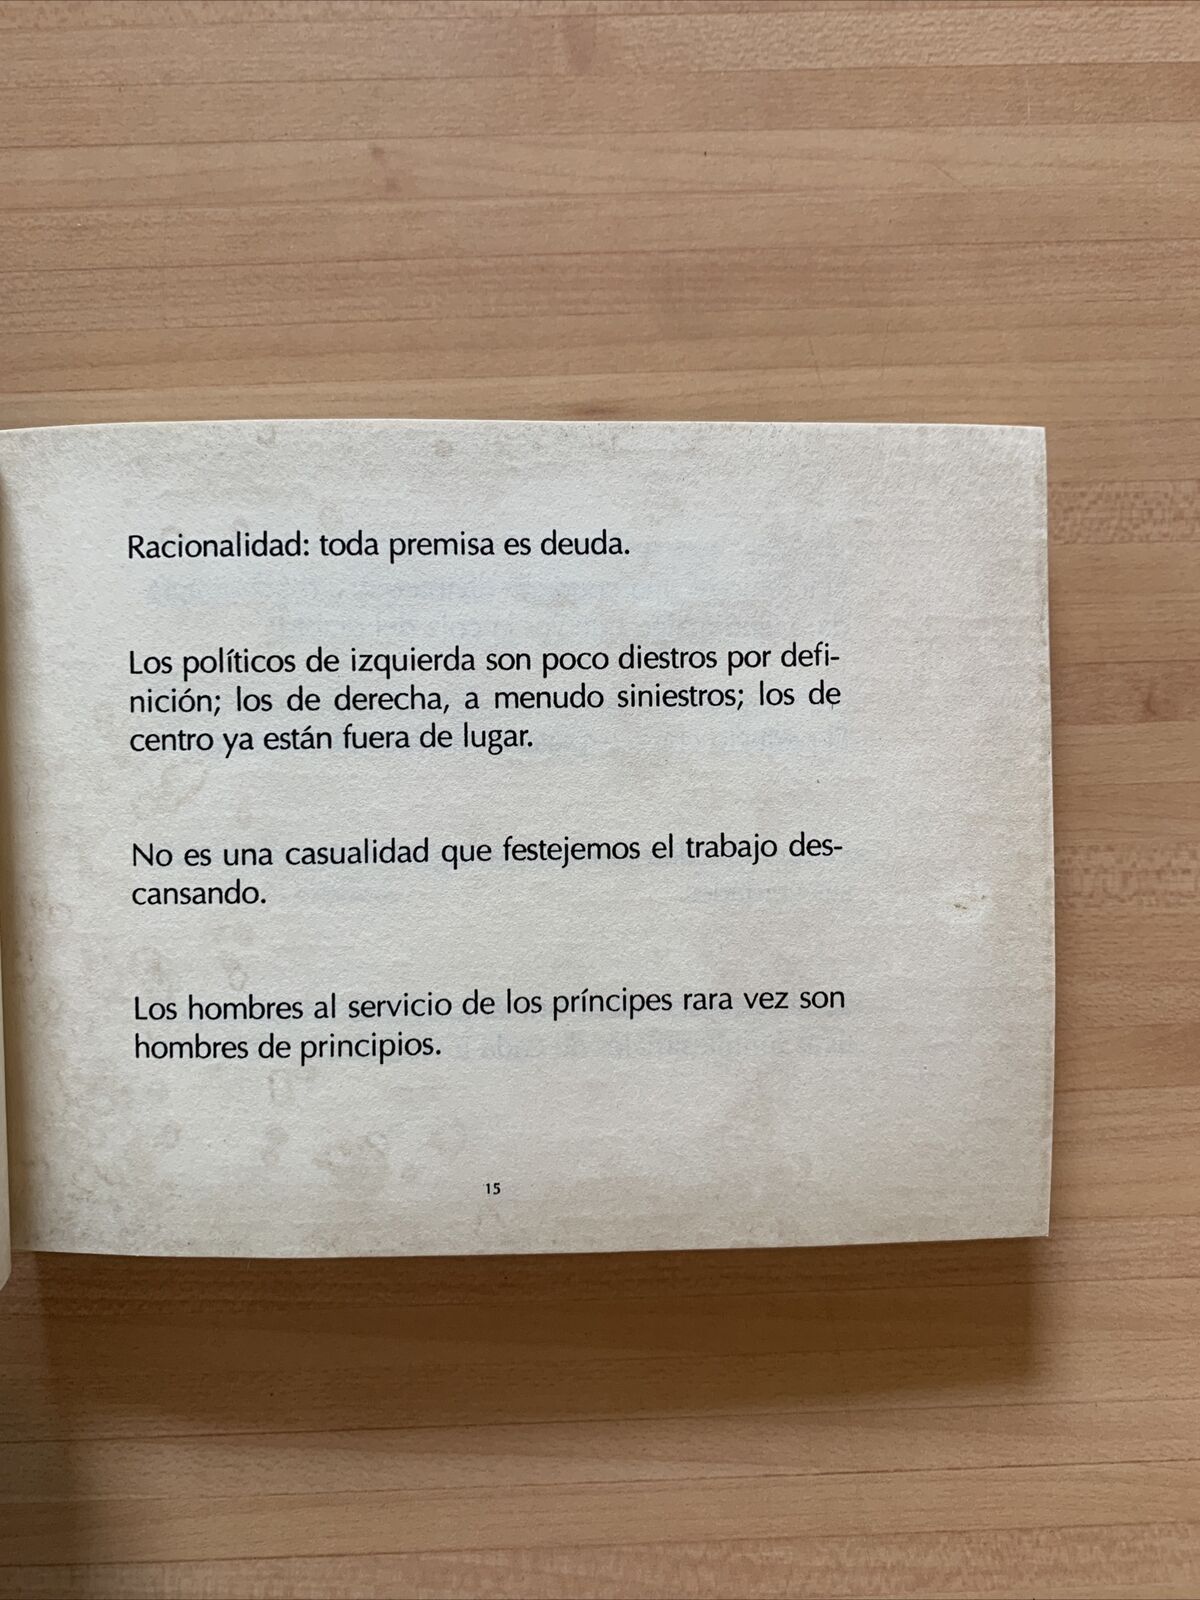 Racionalidad: toda premisa es deuda.
Los políticos de izquierda son poco diestros por defi-
nición; los de derecha, a menudo siniestros; los de
centro ya están fuera de lugar.
No es una casualidad que festejemos el trabajo des-
cansando.
Los hombres al servicio de los príncipes rara vez son
hombres de principios.
15